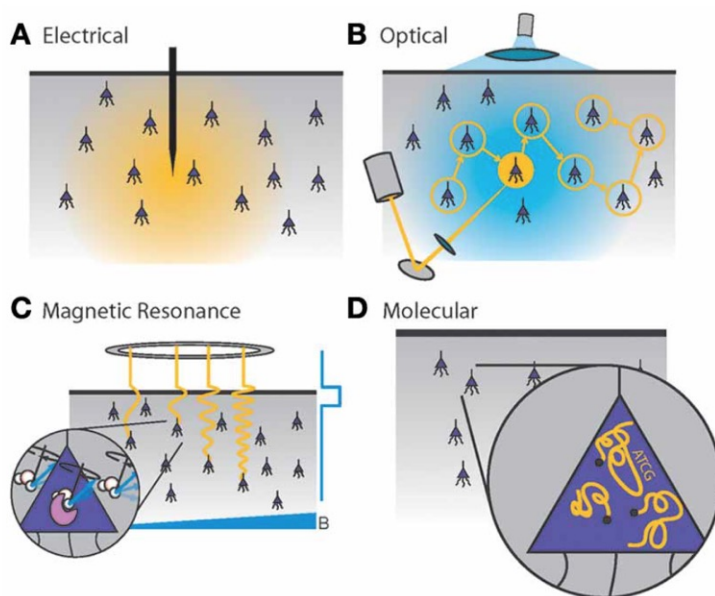 A Electrical
B Optical
C Magnetic Resonance
B
D Molecular
ATCG